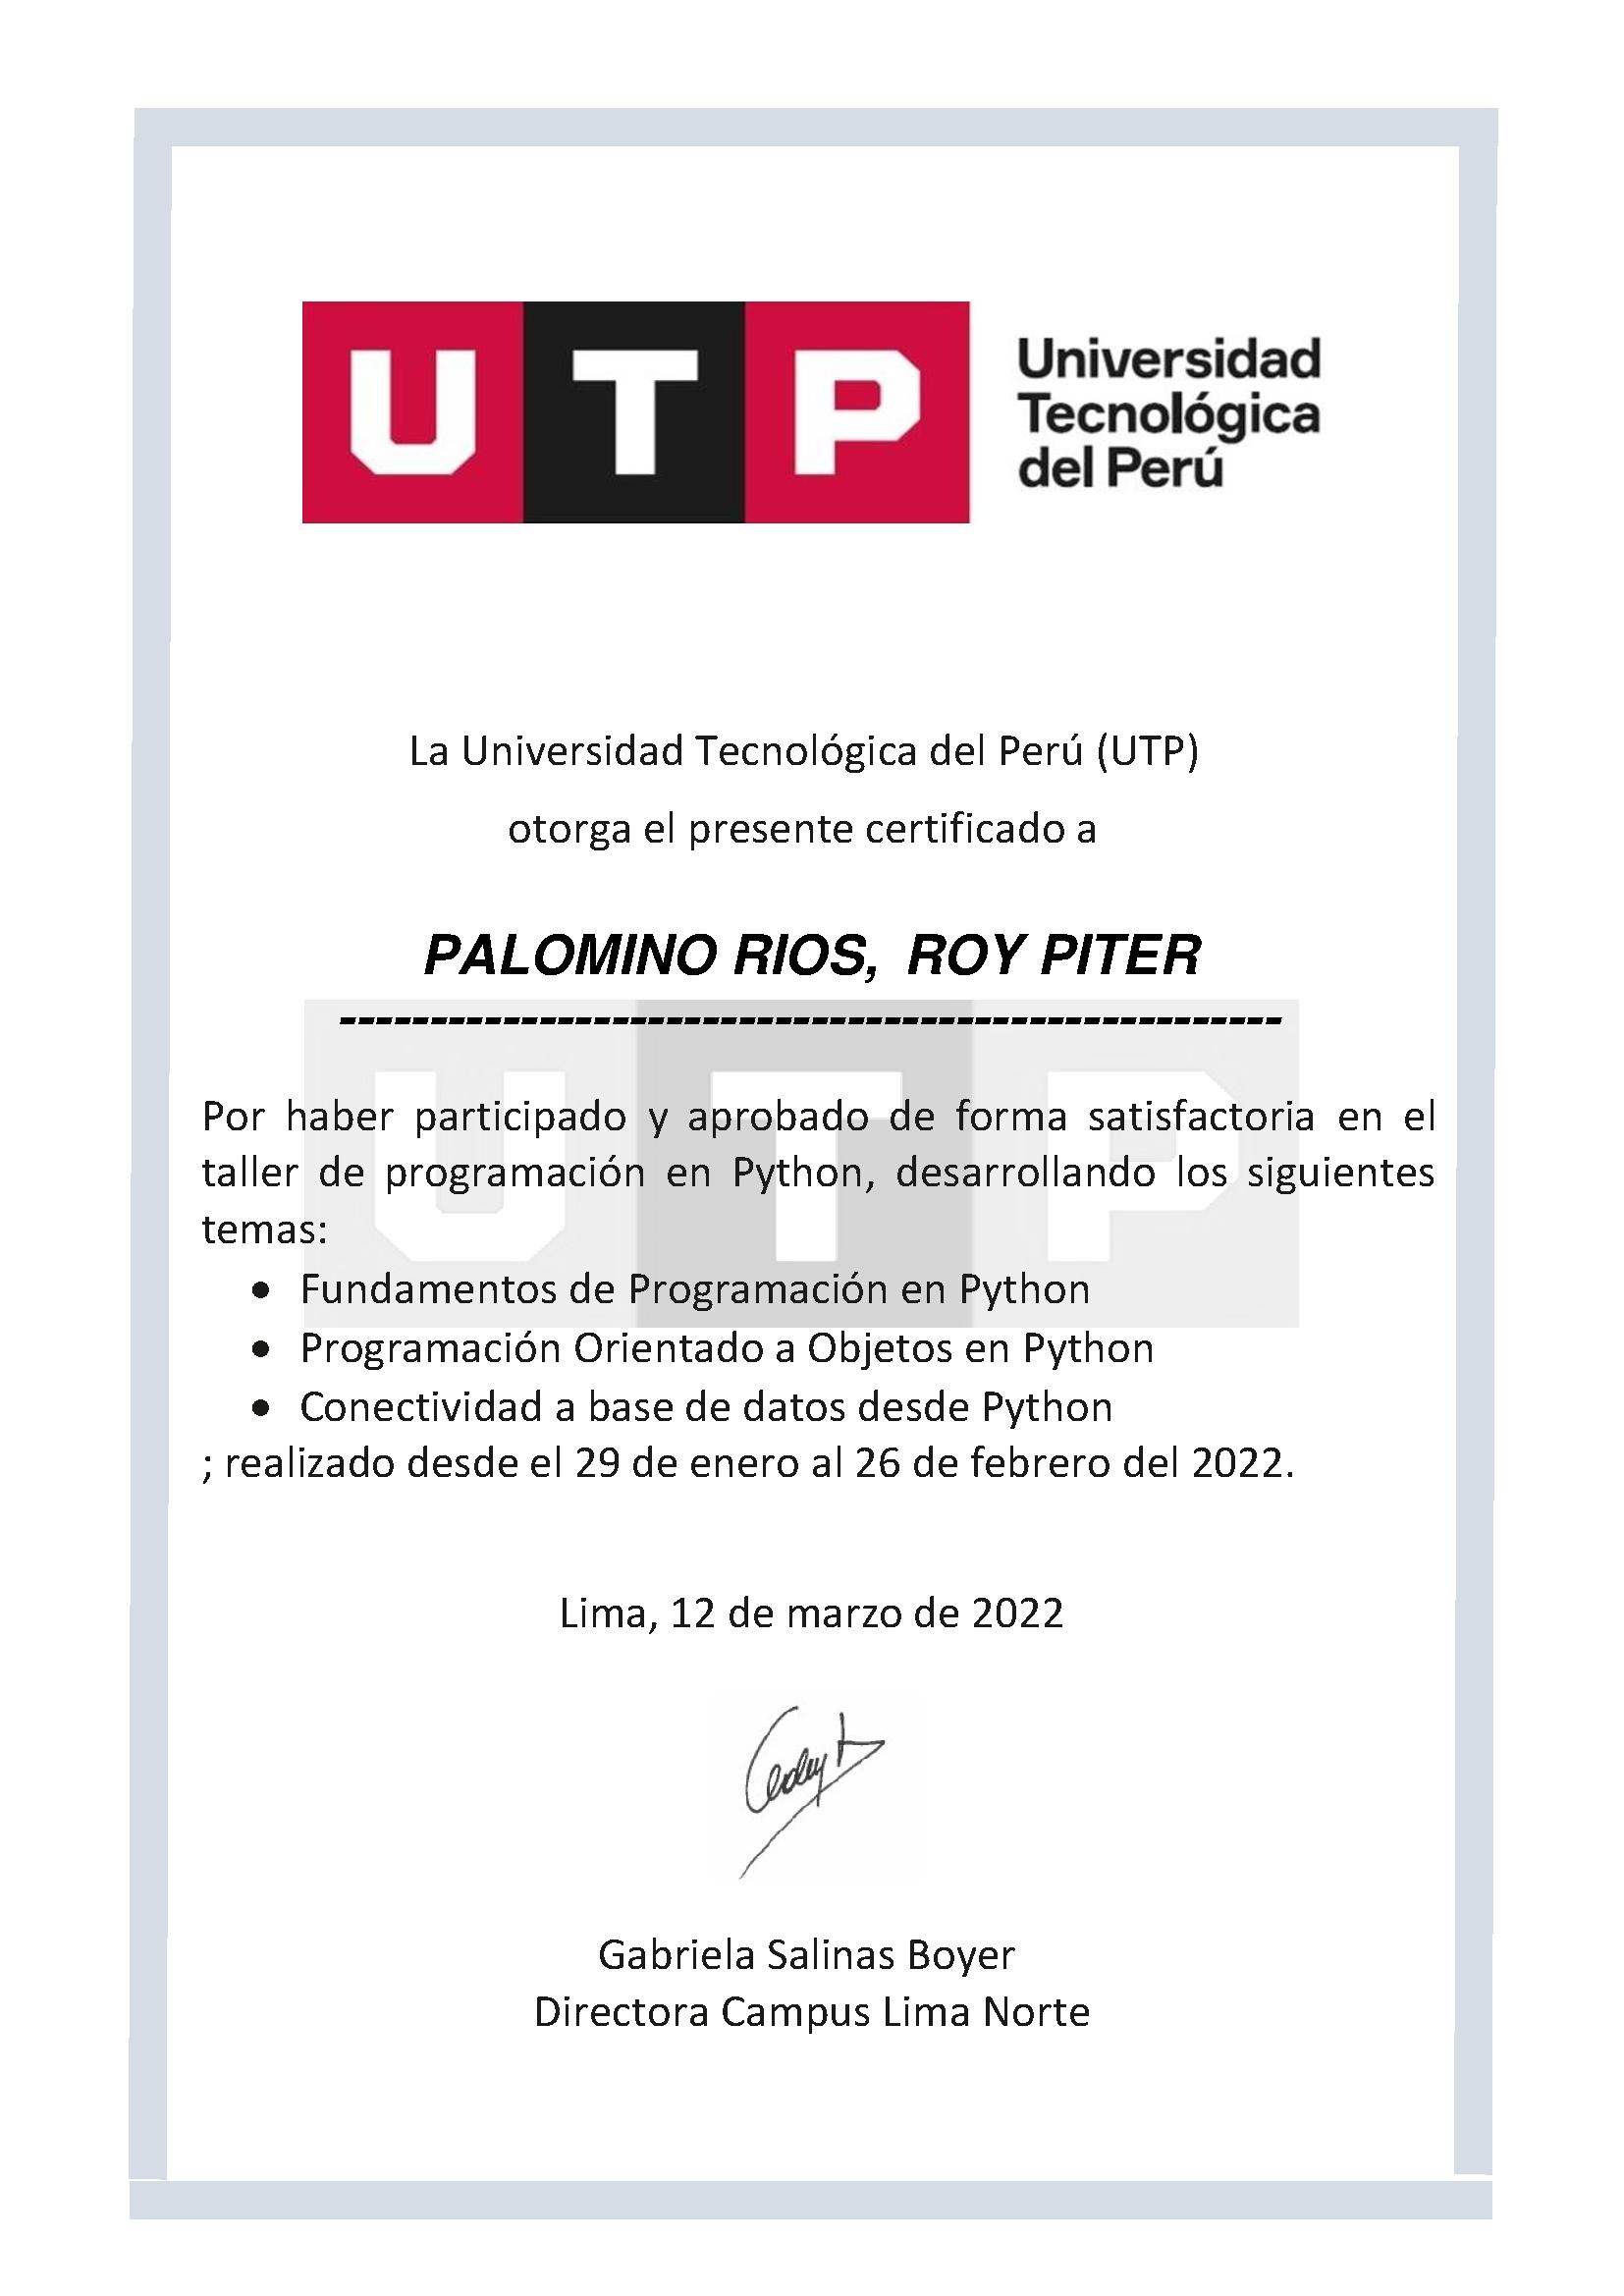 UTP
Universidad
Tecnológica
del Perú
La Universidad Tecnológica del Perú (UTP)
otorga el presente certificado a
PALOMINO RIOS, ROY PITER
----------------------------------------------------
UTP
Por haber participado y aprobado de forma satisfactoria en el
taller de programación en Python, desarrollando los siguientes
temas:
• Fundamentos de Programación en Python
• Programación Orientado a Objetos en Python
• Conectividad a base de datos desde Python
; realizado desde el 29 de enero al 26 de febrero del 2022.
Lima, 12 de marzo de 2022
Gabriela Salinas Boyer
Directora Campus Lima Norte